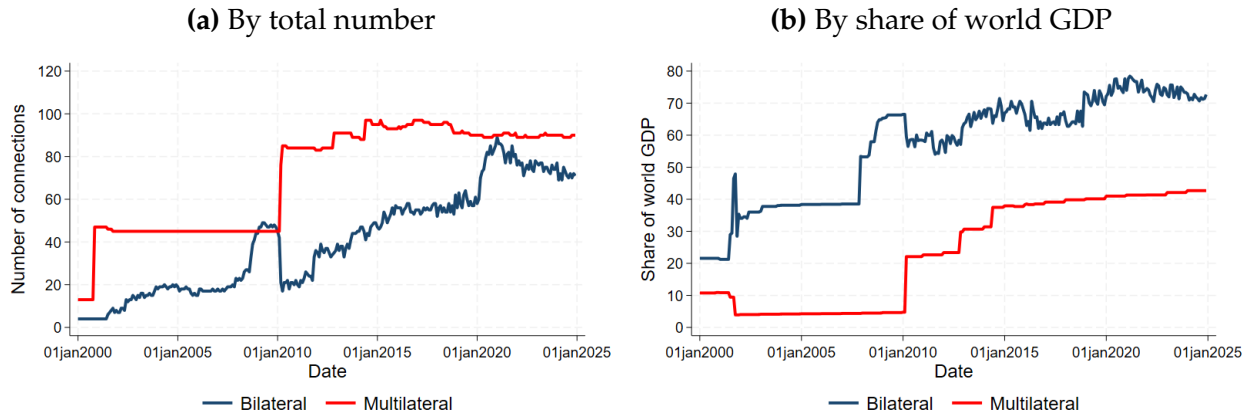 (a) By total number
Number of connections
120
100
80
60
40
20
0
01jan2000 01jan2005 01jan2010 01jan2015 01jan2020 01jan2025
Date
Bilateral Multilateral
(b) By share of world GDP
Share of world GDP
80
70
60
50
40
30
20
10
0
01jan2000 01jan2005 01jan2010 01jan2015 01jan2020 01jan2025
Date
Bilateral Multilateral